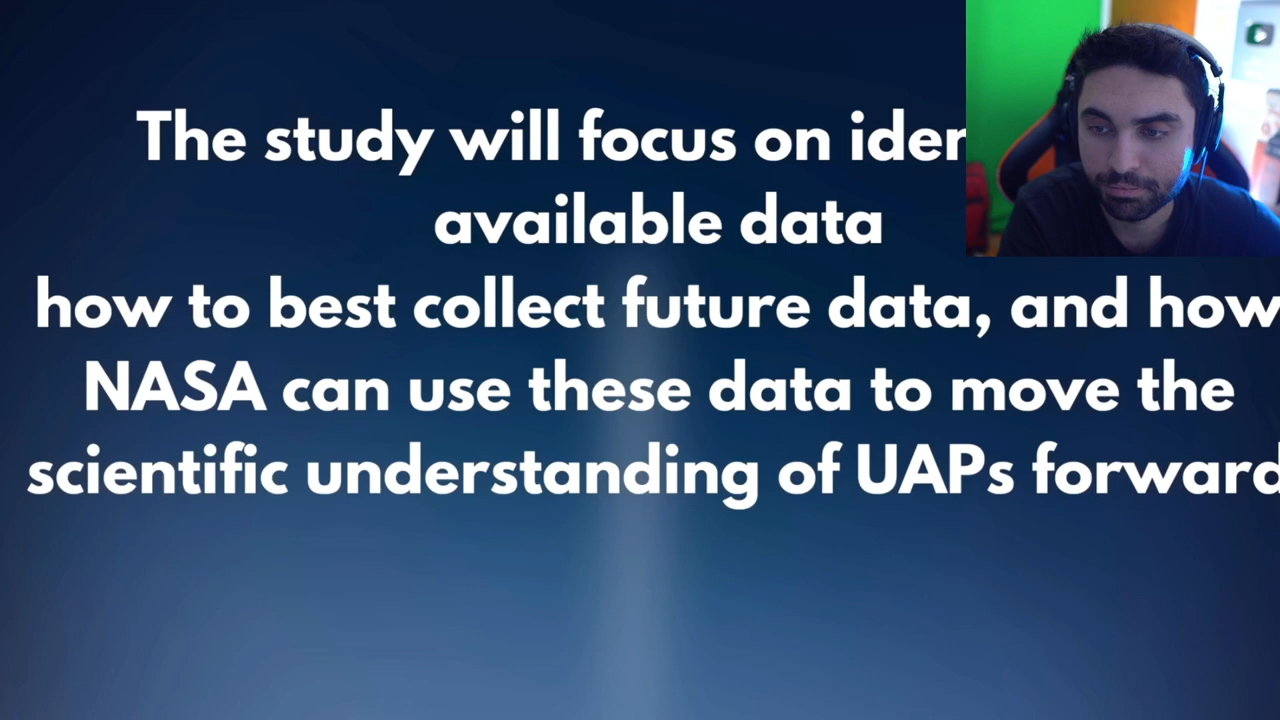 The study will focus on iden
available data
how to best collect future data, and how
NASA can use these data to move the
scientific understanding of UAPs forward